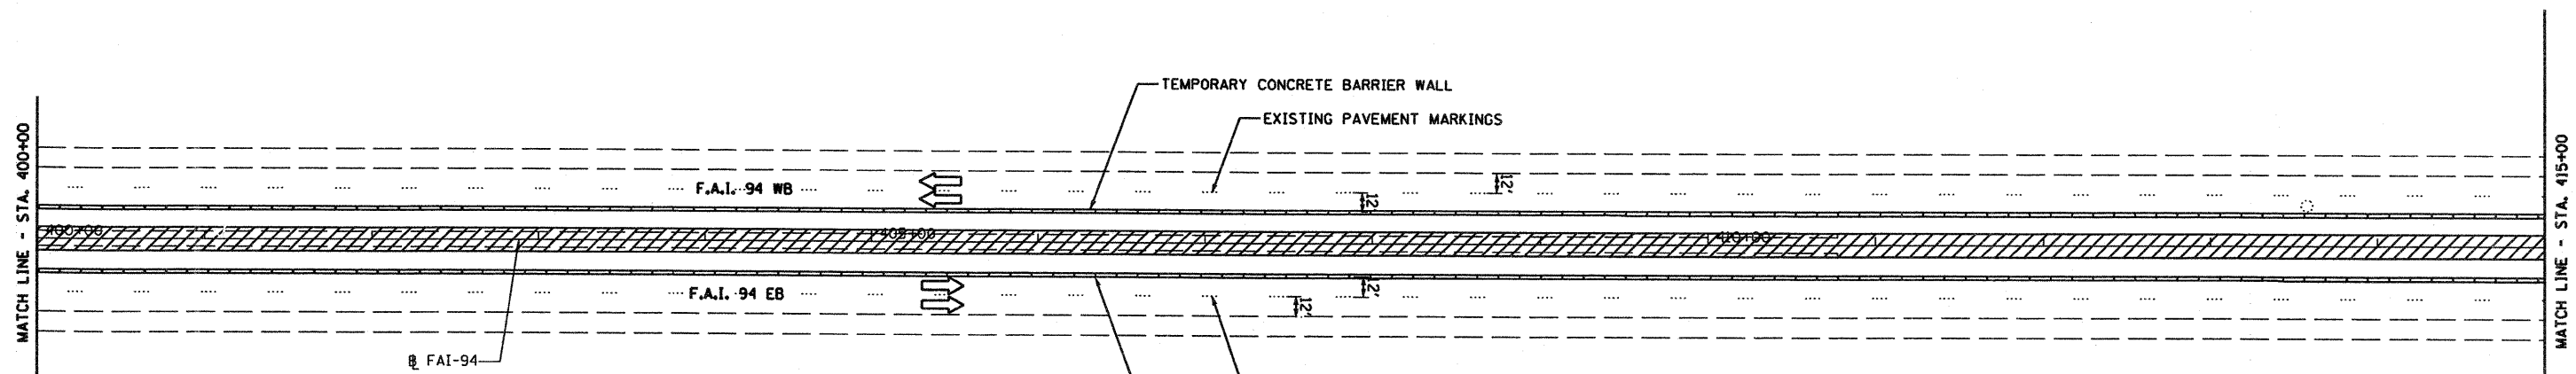 TEMPORARY CONCRETE BARRIER WALL
EXISTING PAVEMENT MARKINGS
MATCH LINE - STA. 400+00
MATCH LINE - STA. 415+00
F.A.I. 94 WB
12'
12'
400+00
405+00
410+00
F.A.I. 94 EB
12'
12'
℄ FAI-94